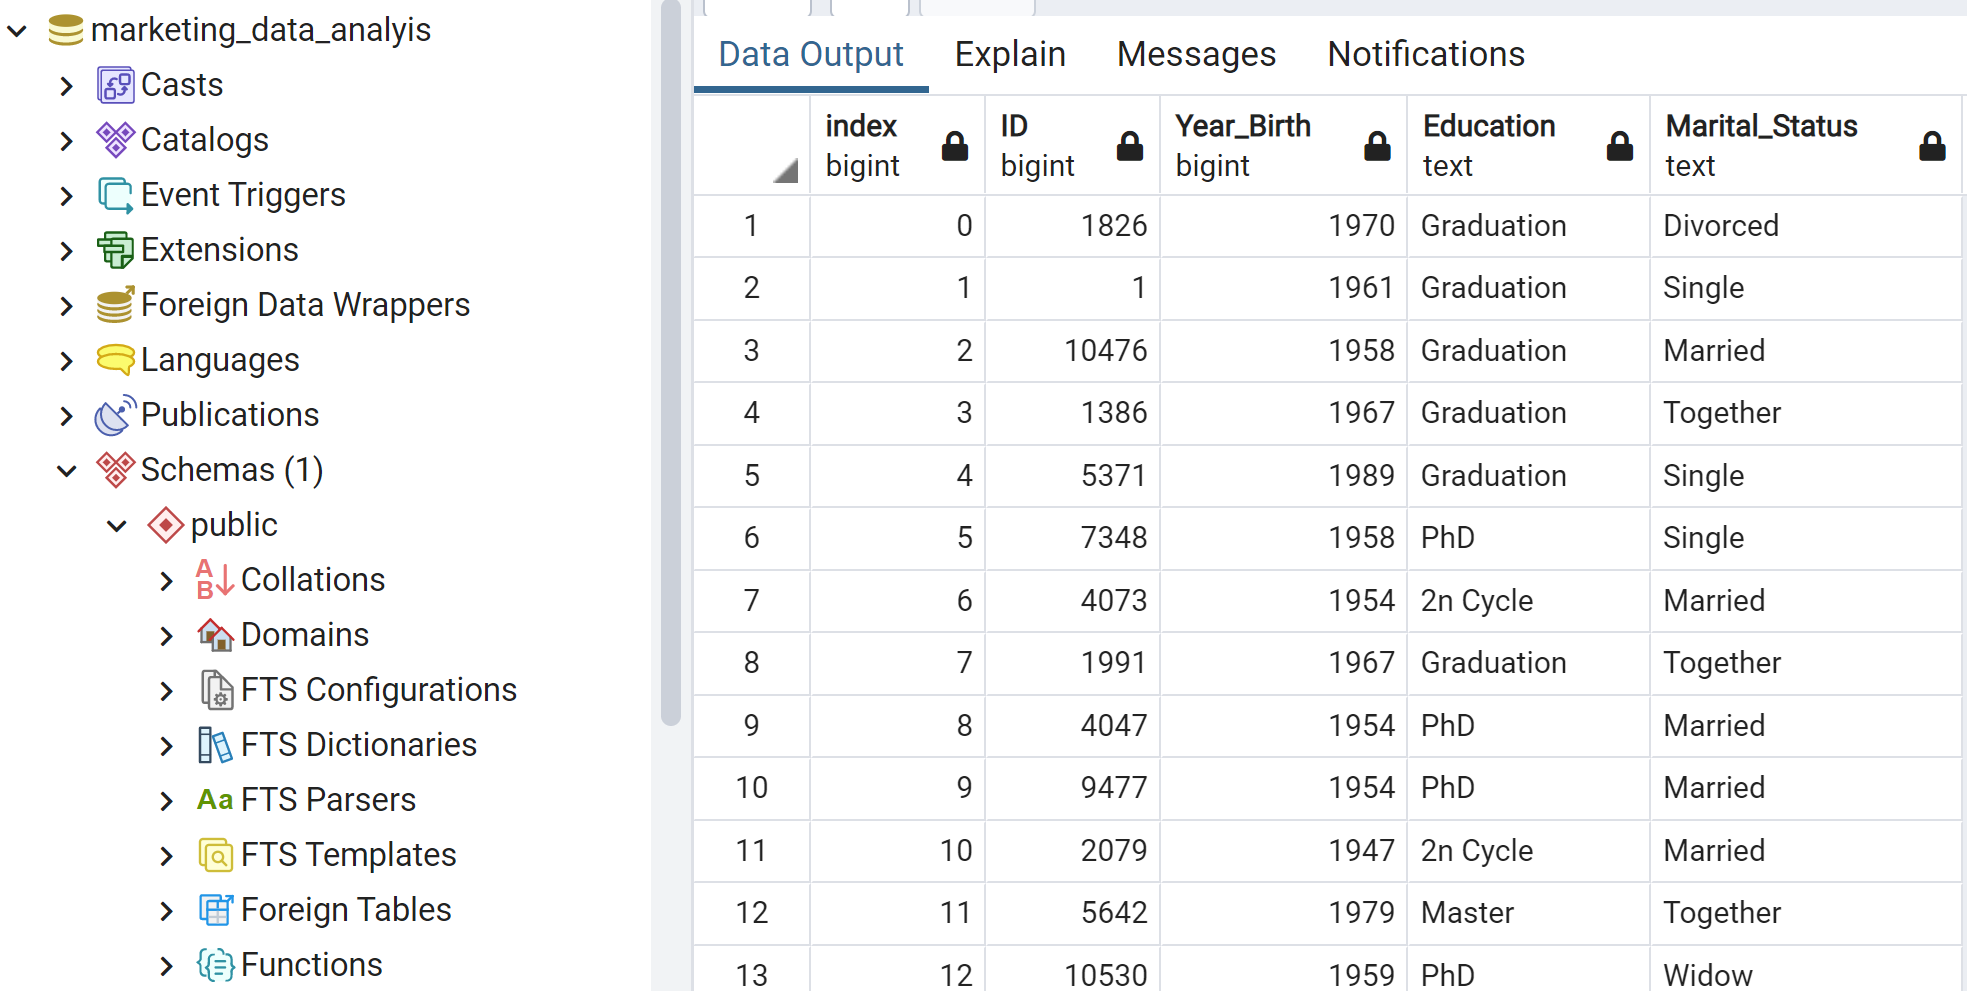 marketing_data_analyis
Casts
Catalogs
Event Triggers
Extensions
Foreign Data Wrappers
Languages
Publications
Schemas (1)
public
A
B
Collations
Domains
FTS Configurations
FTS Dictionaries
Aa FTS Parsers
FTS Templates
Foreign Tables
Functions
Data Output Explain Messages Notifications
index ID Year_Birth Education Marital_Status
bigint bigint bigint text text
1 0 1826 1970 Graduation Divorced
2 1 1 1961 Graduation Single
3 2 10476 1958 Graduation Married
4 3 1386 1967 Graduation Together
5 4 5371 1989 Graduation Single
6 5 7348 1958 PhD Single
7 6 4073 1954 2n Cycle Married
8 7 1991 1967 Graduation Together
9 8 4047 1954 PhD Married
10 9 9477 1954 PhD Married
11 10 2079 1947 2n Cycle Married
12 11 5642 1979 Master Together
13 12 10530 1959 PhD Widow